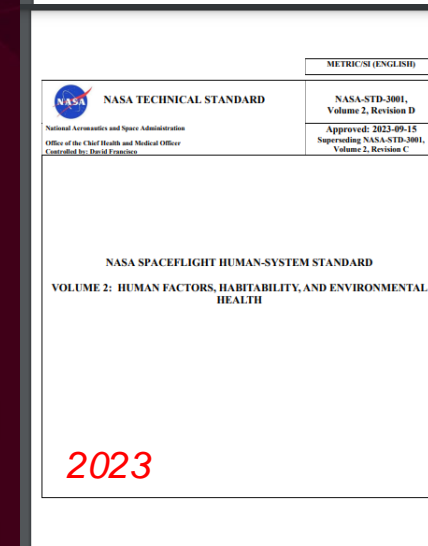 METRIC/SI (ENGLISH)
NASA
NASA TECHNICAL STANDARD
NASA-STD-3001,
Volume 2, Revision D
National Aeronautics and Space Administration
Office of the Chief Health and Medical Officer
Controlled by: David Francisco
Approved: 2023-09-15
Superseding NASA-STD-3001,
Volume 2, Revision C
NASA SPACEFLIGHT HUMAN-SYSTEM STANDARD
VOLUME 2: HUMAN FACTORS, HABITABILITY, AND ENVIRONMENTAL
HEALTH
2023